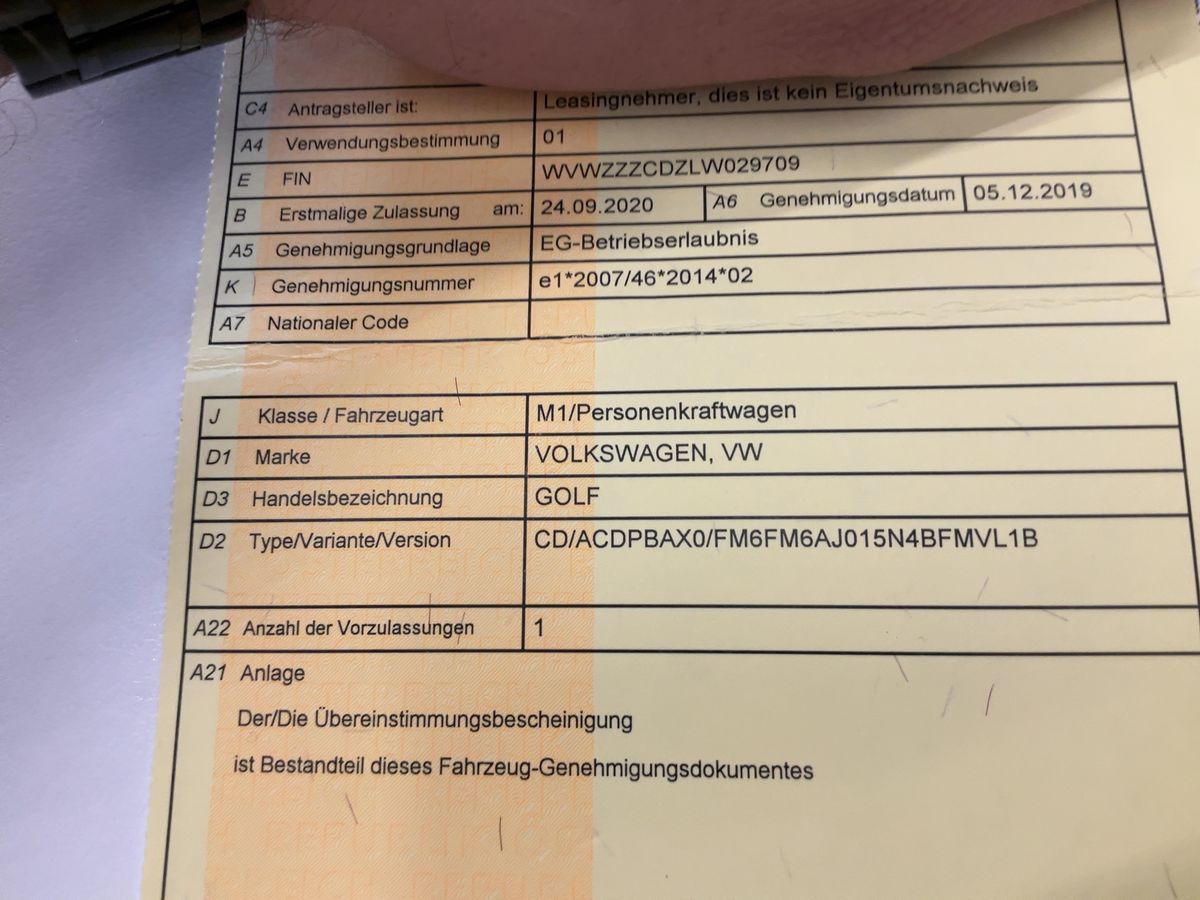 C4 Antragsteller ist: Leasingnehmer, dies ist kein Eigentumsnachweis
A4 Verwendungsbestimmung 01
E FIN WVWZZZCDZLW029709
B Erstmalige Zulassung am: 24.09.2020 A6 Genehmigungsdatum 05.12.2019
A5 Genehmigungsgrundlage EG-Betriebserlaubnis
K Genehmigungsnummer e1*2007/46*2014*02
A7 Nationaler Code
J Klasse / Fahrzeugart M1/Personenkraftwagen
D1 Marke VOLKSWAGEN, VW
D3 Handelsbezeichnung GOLF
D2 Type/Variante/Version CD/ACDPBAX0/FM6FM6AJ015N4BFMVL1B
A22 Anzahl der Vorzulassungen 1
A21 Anlage
Der/Die Übereinstimmungsbescheinigung
ist Bestandteil dieses Fahrzeug-Genehmigungsdokumentes